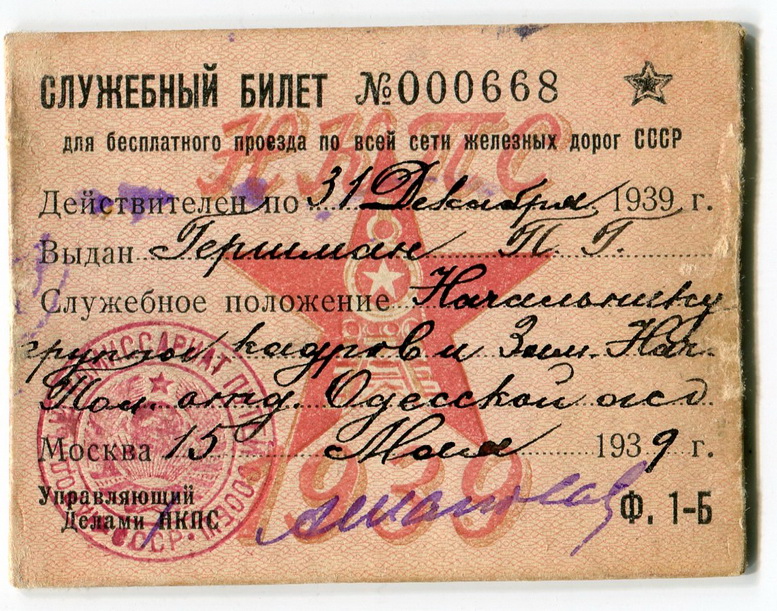 СЛУЖЕБНЫЙ БИЛЕТ №000668
для бесплатного проезда по всей сети железных дорог СССР
НКПС
Действителен по 31 Декабря 1939 г.
Выдан Гершман П. Г.
Служебное положение Начальнику
группы кадров и Зам. Нач.
Пол. отд. Одесской жел
Москва 15 Мая 1939 г.
1939
Управляющий
Делами НКПС
Ф. 1-Б